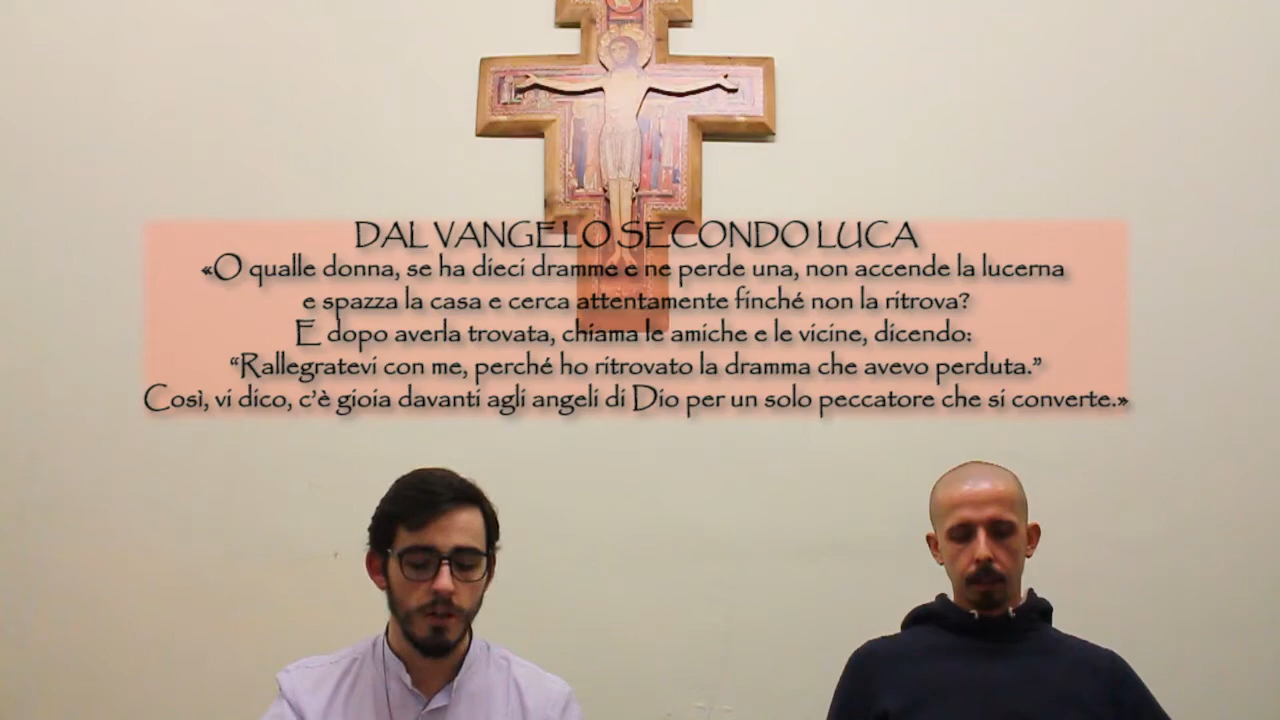 DAL VANGELO SECONDO LUCA
«O qualle donna, se ha dieci dramme e ne perde una, non accende la lucerna
e spazza la casa e cerca attentamente finché non la ritrova?
E dopo averla trovata, chiama le amiche e le vicine, dicendo:
“Rallegratevi con me, perché ho ritrovato la dramma che avevo perduta.”
Così, vi dico, c’è gioia davanti agli angeli di Dio per un solo peccatore che si converte.»